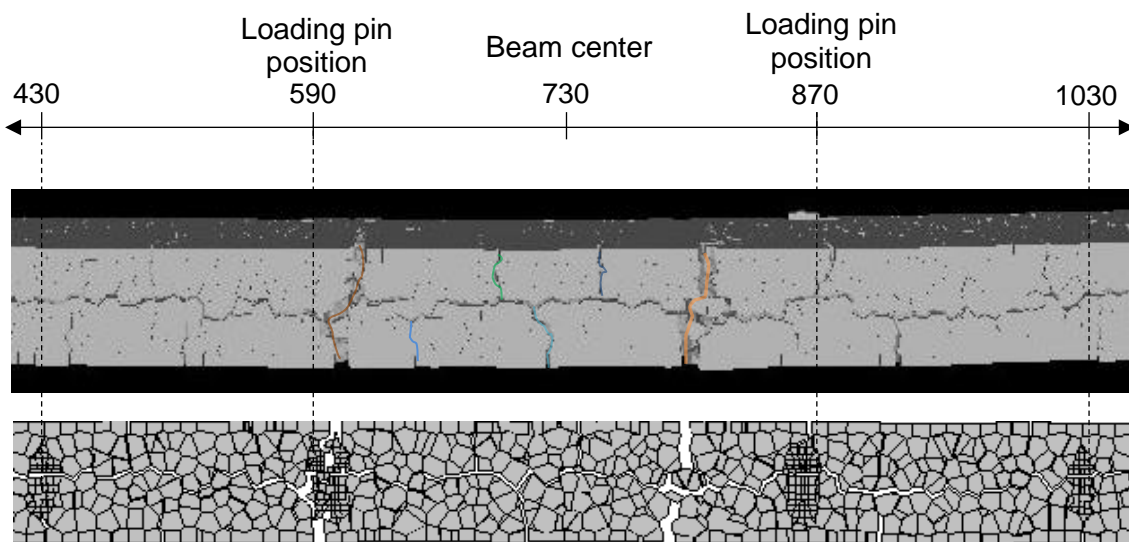 Loading pin
position
Beam center
Loading pin
position
430
590
730
870
1030